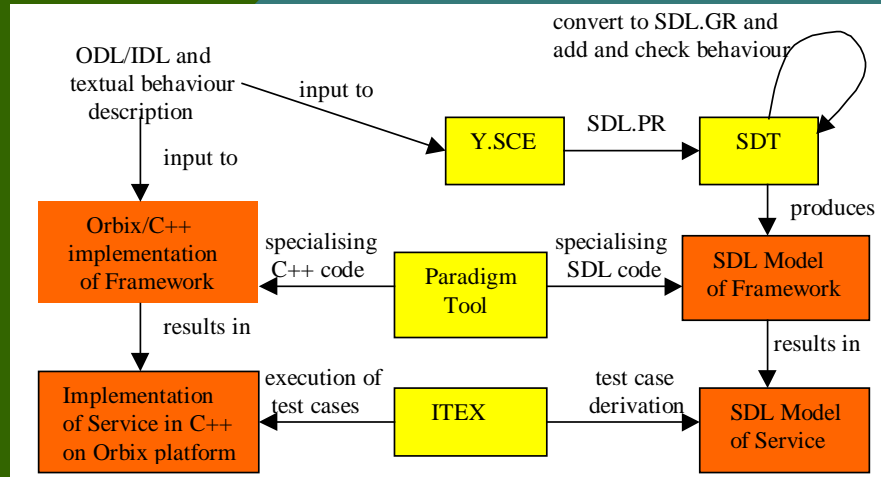 convert to SDL.GR and
add and check behaviour
ODL/IDL and
textual behaviour
description
input to
input to
Y.SCE
SDL.PR
SDT
produces
Orbix/C++
implementation
of Framework
specialising
C++ code
Paradigm
Tool
specialising
SDL code
SDL Model
of Framework
results in
results in
Implementation
of Service in C++
on Orbix platform
execution of
test cases
ITEX
test case
derivation
SDL Model
of Service